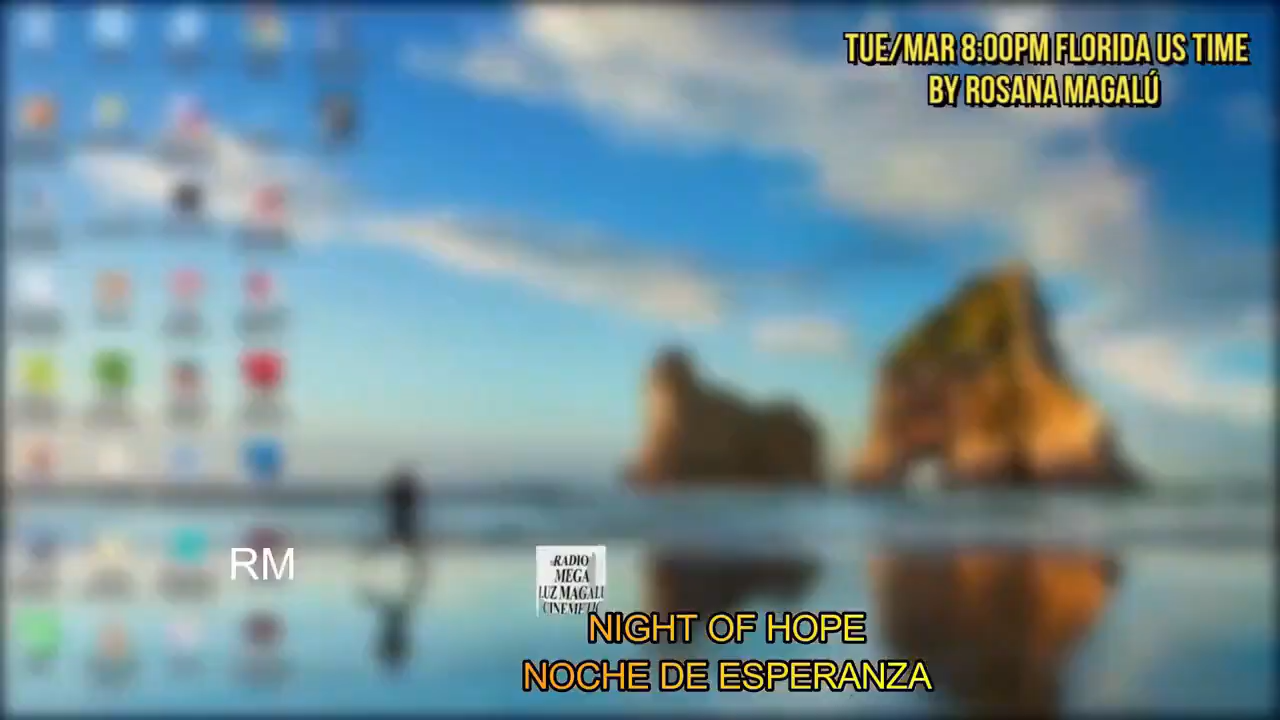 TUE/MAR 8:00PM FLORIDA US TIME
BY ROSANA MAGALÚ
RM
RADIO
MEGA
LUZ MAGALU
NIGHT OF HOPE
NOCHE DE ESPERANZA